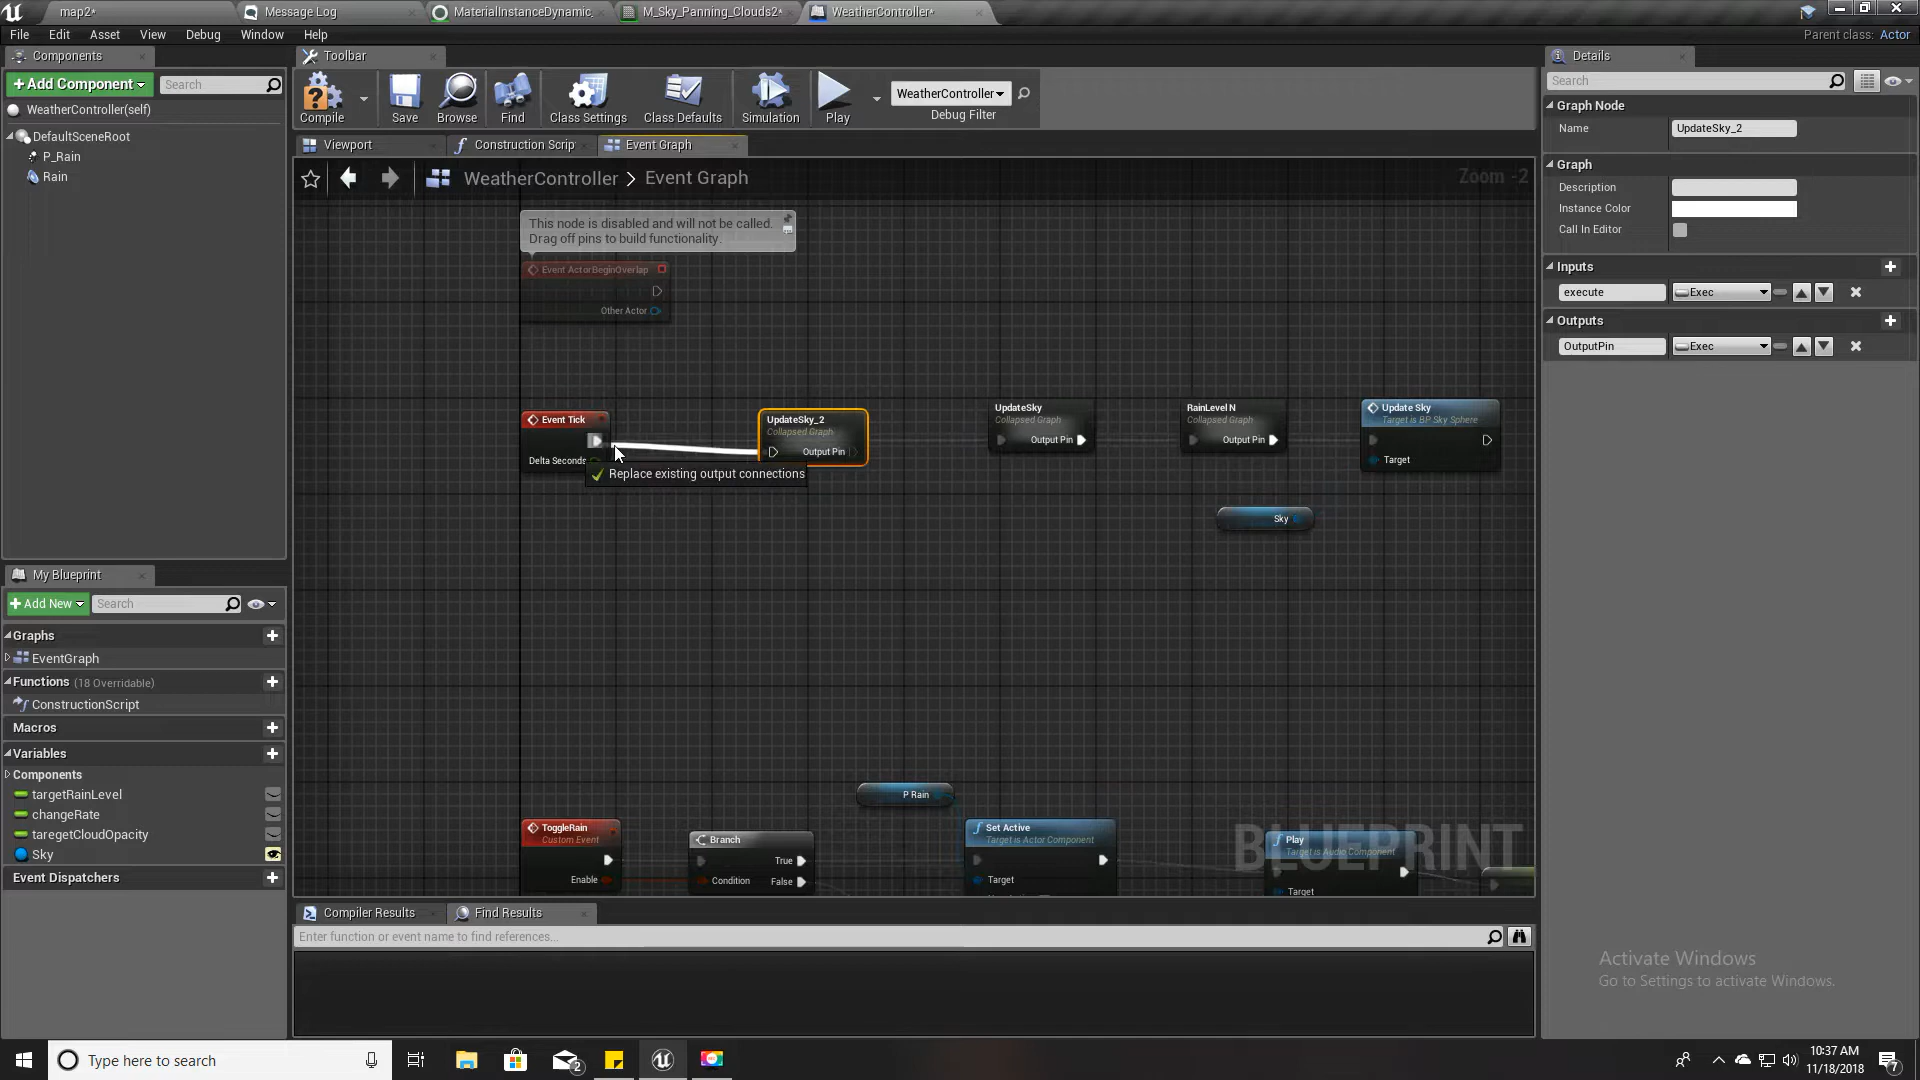 map2*
Message Log
MaterialInstanceDynamic
M_Sky_Panning_Clouds2*
WeatherController*
File Edit Asset View Debug Window Help
Parent class: Actor
Components
Toolbar
Details
+Add Component
Search
WeatherController(self)
DefaultSceneRoot
P_Rain
Rain
Compile
Save
Browse
Find
Class Settings
Class Defaults
Simulation
Play
WeatherController
Debug Filter
Search
Graph Node
Name UpdateSky_2
Graph
Description
Instance Color
Call In Editor
Inputs
execute Exec
Outputs
OutputPin Exec
Viewport
Construction Scrip
Event Graph
WeatherController > Event Graph
Zoom -2
This node is disabled and will not be called.
Drag off pins to build functionality.
Event ActorBeginOverlap
Other Actor
Event Tick
Delta Seconds
UpdateSky_2
Collapsed Graph
Output Pin
Replace existing output connections
UpdateSky
Collapsed Graph
Output Pin
RainLevel N
Collapsed Graph
Output Pin
Update Sky
Target is BP Sky Sphere
Target
Sky
P Rain
ToggleRain
Custom Event
Enable
Branch
True
Condition False
Set Active
Target is Actor Component
Target
Play
Target is Audio Component
Target
BLUEPRINT
My Blueprint
+Add New
Search
Graphs
EventGraph
Functions (18 Overridable)
ConstructionScript
Macros
Variables
Components
targetRainLevel
changeRate
taregetCloudOpacity
Sky
Event Dispatchers
Compiler Results
Find Results
Enter function or event name to find references...
Activate Windows
Go to Settings to activate Windows.
Type here to search
2
10:37 AM
11/18/2018
7